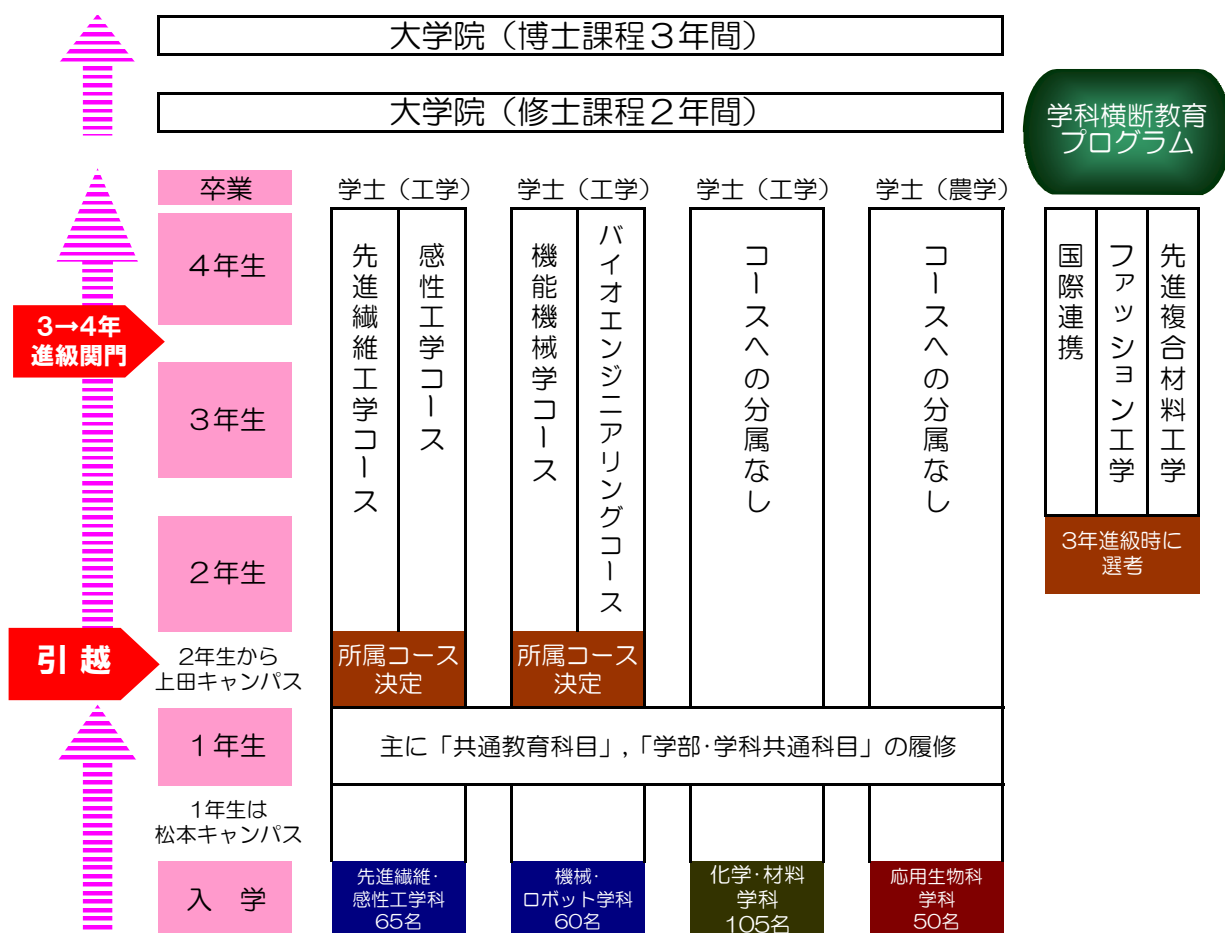 大学院（博士課程３年間）
大学院（修士課程２年間）
学科横断教育
プログラム
卒業
学士（工学）
学士（工学）
学士（工学）
学士（農学）
４年生
3→4年
進級関門
３年生
２年生
先進繊維工学コース
感性工学コース
機能機械学コース
バイオエンジニアリングコース
コースへの分属なし
コースへの分属なし
国際連携
ファッション工学
先進複合材料工学
3年進級時に
選考
引越
2年生から
上田キャンパス
所属コース
決定
所属コース
決定
１年生
主に「共通教育科目」,「学部・学科共通科目」の履修
1年生は
松本キャンパス
入　学
先進繊維・
感性工学科
65名
機械・
ロボット学科
60名
化学・材料
学科
105名
応用生物科
学科
50名